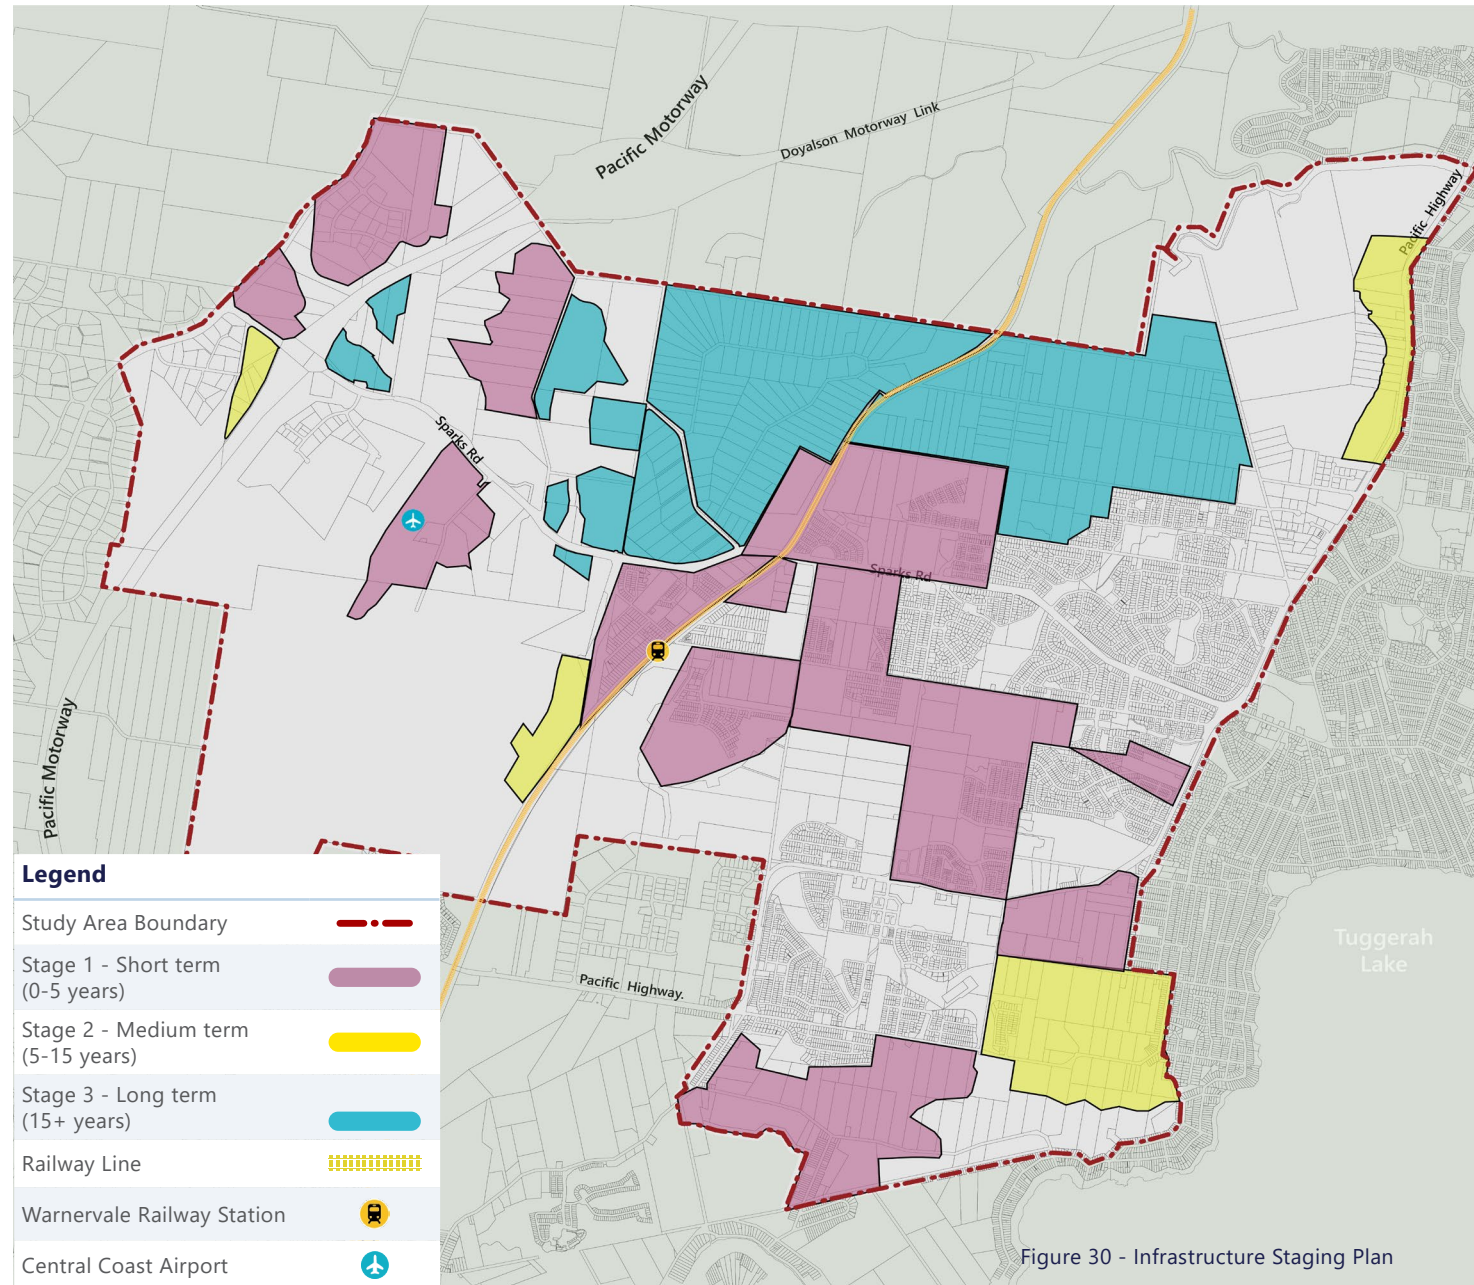 Pacific Motorway
Doyalson Motorway Link
Pacific Highway
Sparks Rd
Sparks Rd
Pacific Motorway
Tuggerah
Lake
Pacific Highway.
Legend
Study Area Boundary
Stage 1 - Short term
(0-5 years)
Stage 2 - Medium term
(5-15 years)
Stage 3 - Long term
(15+ years)
Railway Line
Warnervale Railway Station
Central Coast Airport
Figure 30 - Infrastructure Staging Plan